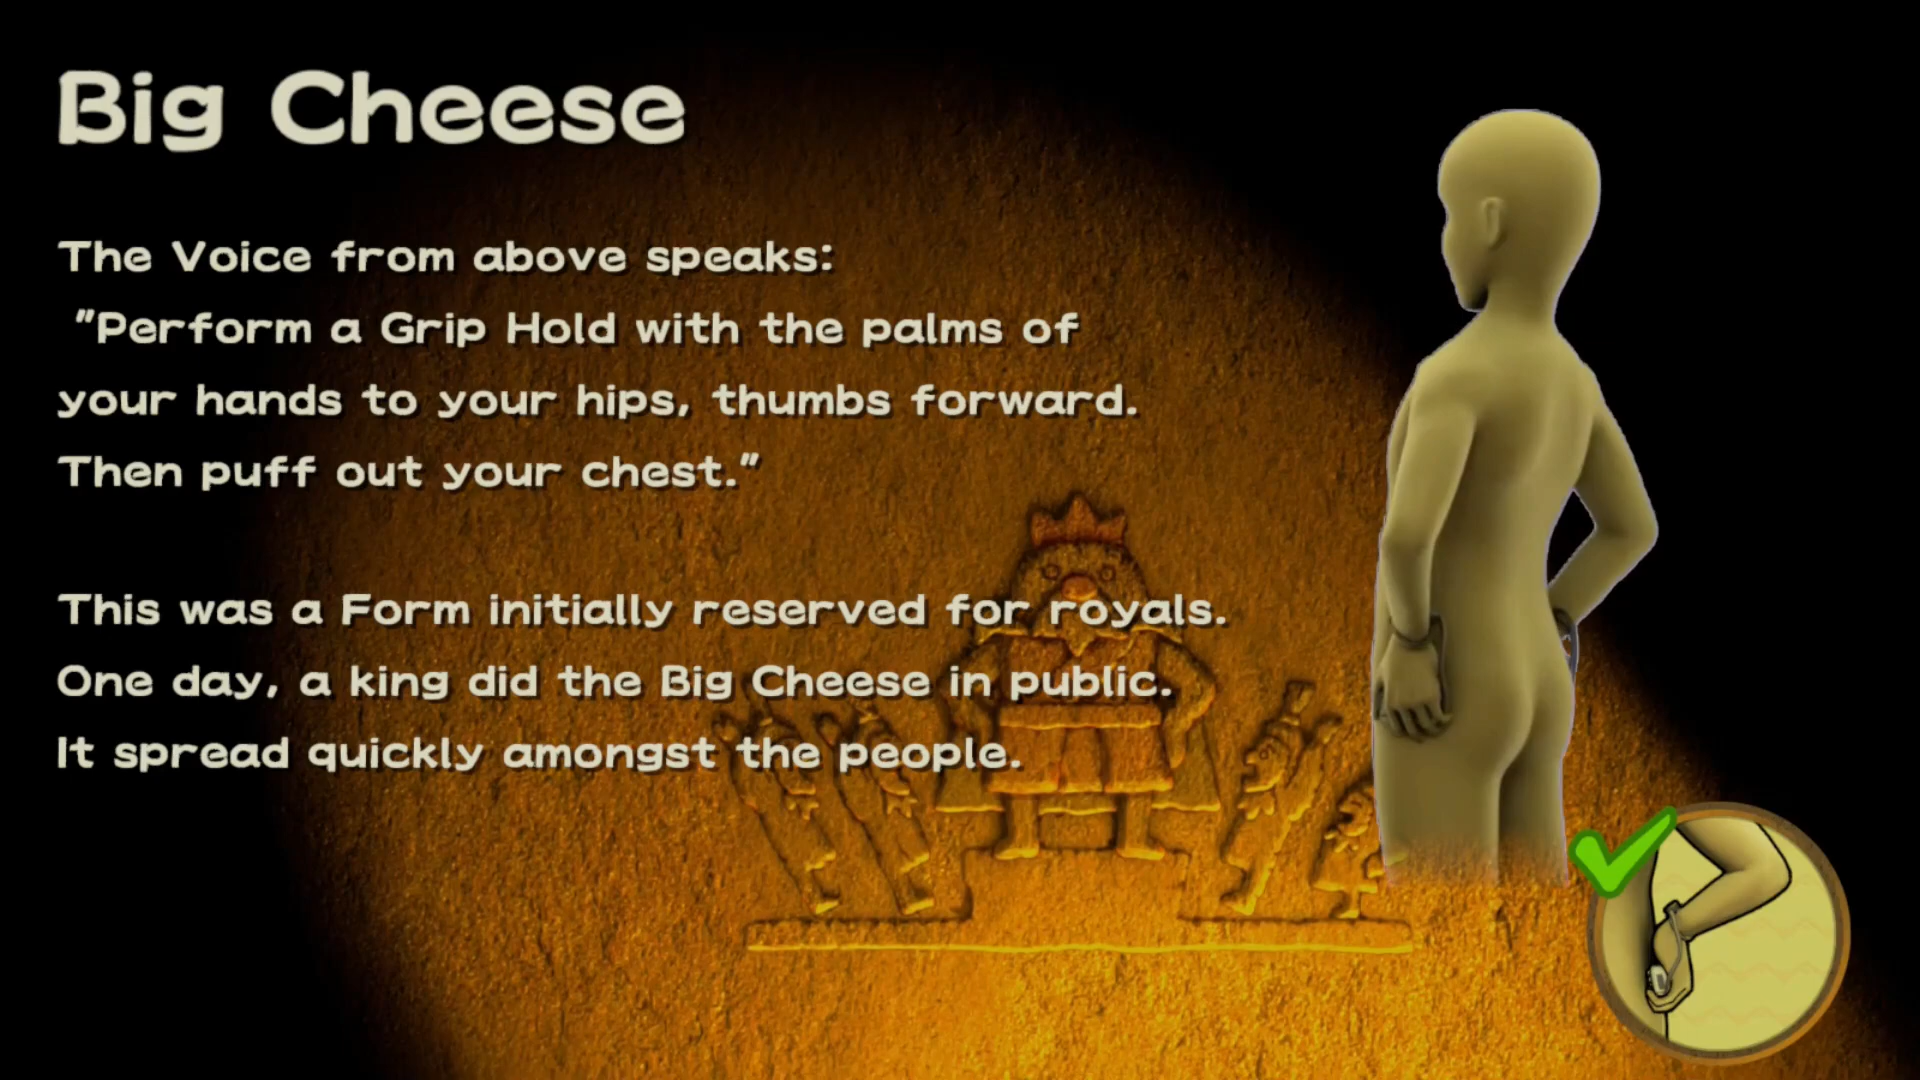 Big Cheese
The Voice from above speaks:
"Perform a Grip Hold with the palms of
your hands to your hips, thumbs forward.
Then puff out your chest."
This was a Form initially reserved for royals.
One day, a king did the Big Cheese in public.
It spread quickly amongst the people.